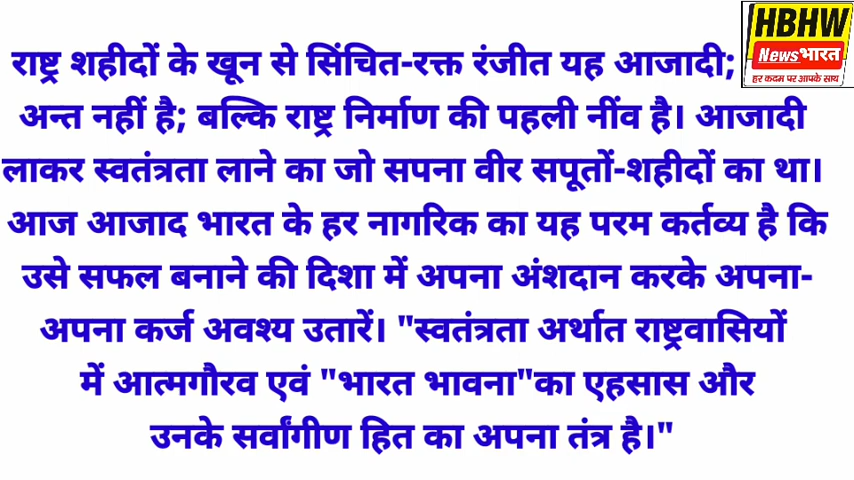 HBHW
Newsभारत
हर कदम पर आपके साथ
राष्ट्र शहीदों के खून से सिंचित-रक्त रंजीत यह आजादी;
अन्त नहीं है; बल्कि राष्ट्र निर्माण की पहली नींव है। आजादी
लाकर स्वतंत्रता लाने का जो सपना वीर सपूतों-शहीदों का था।
आज आजाद भारत के हर नागरिक का यह परम कर्तव्य है कि
उसे सफल बनाने की दिशा में अपना अंशदान करके अपना-
अपना कर्ज अवश्य उतारें। "स्वतंत्रता अर्थात राष्ट्रवासियों
में आत्मगौरव एवं "भारत भावना"का एहसास और
उनके सर्वांगीण हित का अपना तंत्र है।"